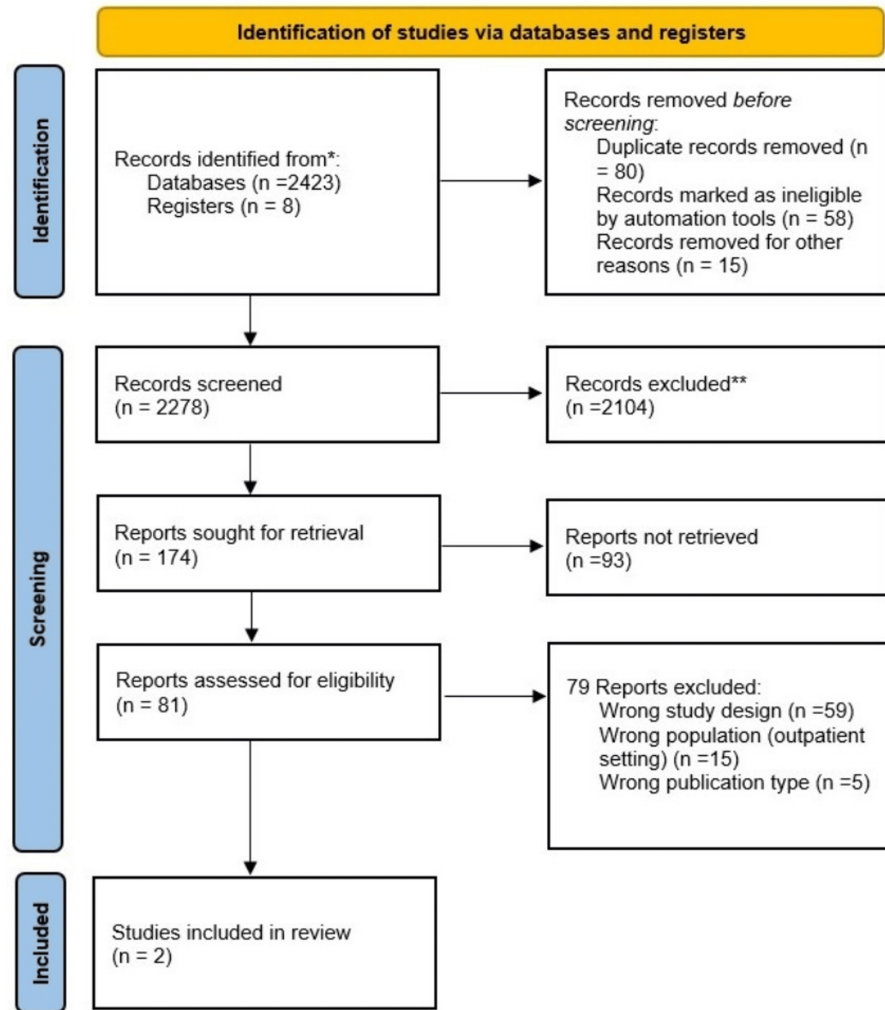 Identification of studies via databases and registers
Identification
Records identified from*:
Databases (n =2423)
Registers (n = 8)
Records removed before
screening:
Duplicate records removed (n
= 80)
Records marked as ineligible
by automation tools (n = 58)
Records removed for other
reasons (n = 15)
Screening
Records screened
(n = 2278)
Records excluded**
(n =2104)
Reports sought for retrieval
(n = 174)
Reports not retrieved
(n =93)
Reports assessed for eligibility
(n = 81)
79 Reports excluded:
Wrong study design (n =59)
Wrong population (outpatient
setting) (n =15)
Wrong publication type (n =5)
Included
Studies included in review
(n = 2)